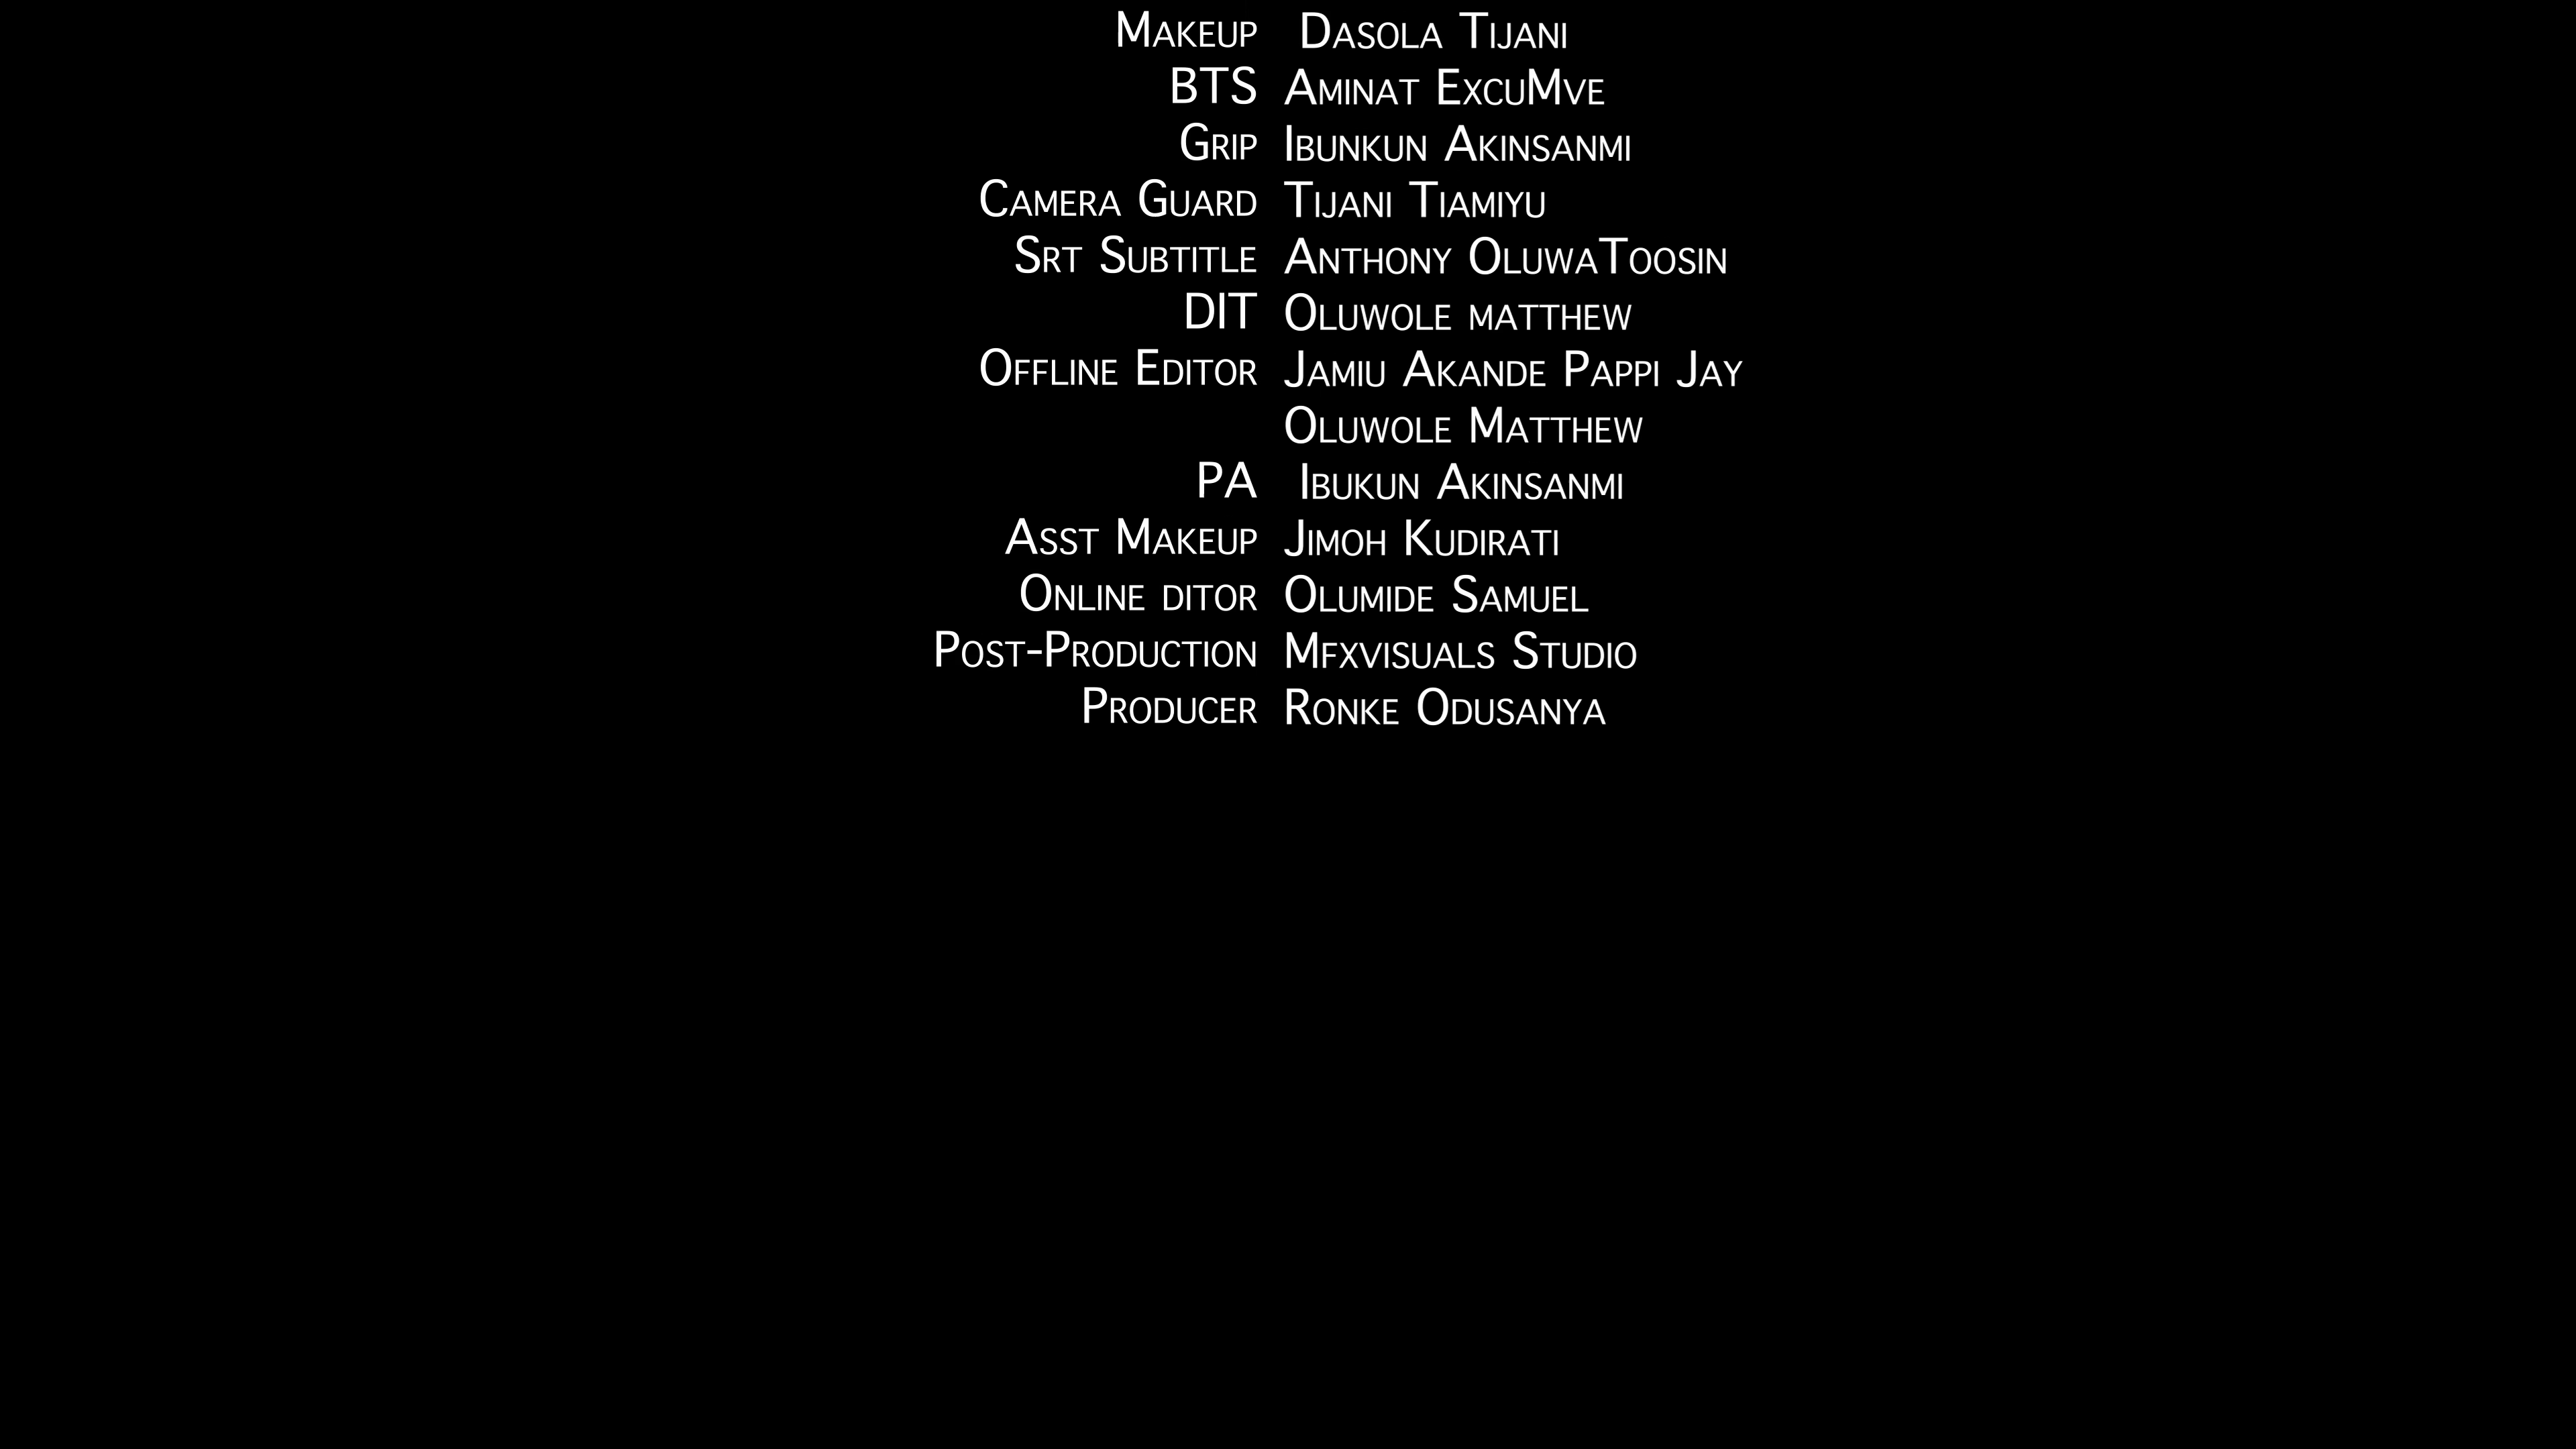 Makeup Dasola Tijani
BTS Aminat ExcuMve
Grip Ibunkun Akinsanmi
Camera Guard Tijani Tiamiyu
Srt Subtitle Anthony OluwaToosin
DIT Oluwole matthew
Offline Editor Jamiu Akande Pappi Jay
Oluwole Matthew
PA Ibukun Akinsanmi
Asst Makeup Jimoh Kudirati
Online ditor Olumide Samuel
Post-Production Mfxvisuals Studio
Producer Ronke Odusanya